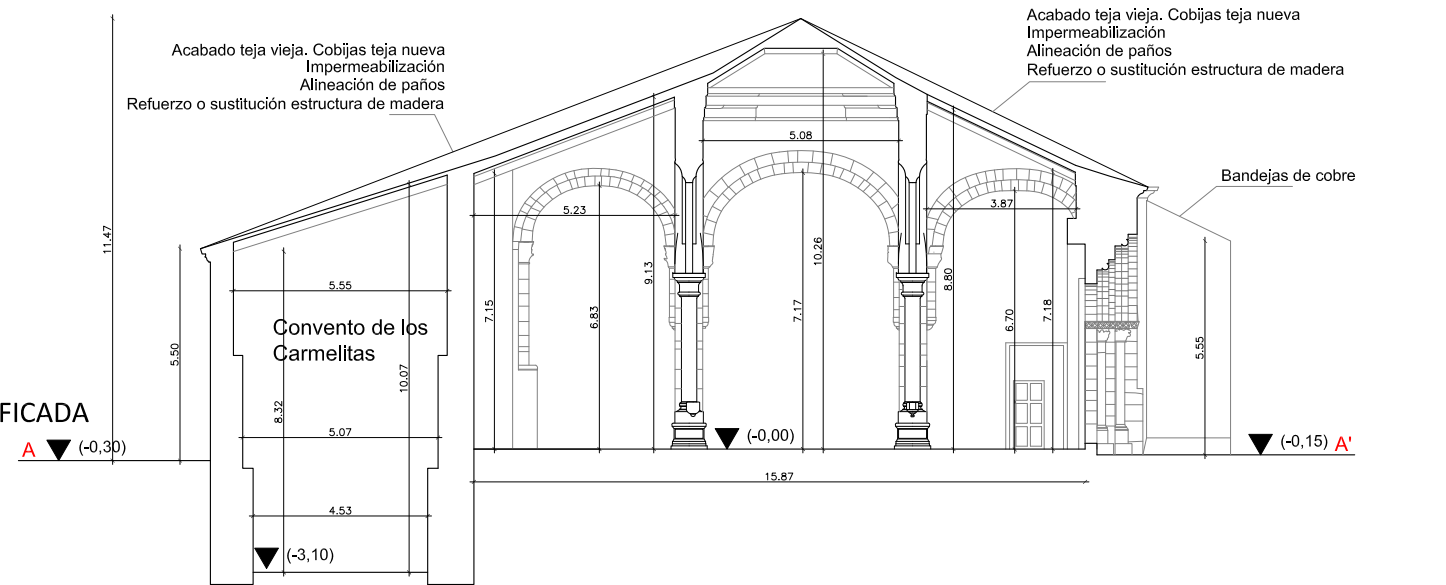 Acabado teja vieja. Cobijas teja nueva
Impermeabilización
Alineación de paños
Refuerzo o sustitución estructura de madera
Acabado teja vieja. Cobijas teja nueva
Impermeabilización
Alineación de paños
Refuerzo o sustitución estructura de madera
Bandejas de cobre
11.47
5.08
5.23
3.87
10.26
9.13
8.80
5.55
7.15
6.83
7.17
6.70
7.18
Convento de los
Carmelitas
5.50
5.55
10.07
8.32
FICADA
5.07
A (-0,30)
(-0,00)
(-0,15) A'
15.87
4.53
(-3,10)